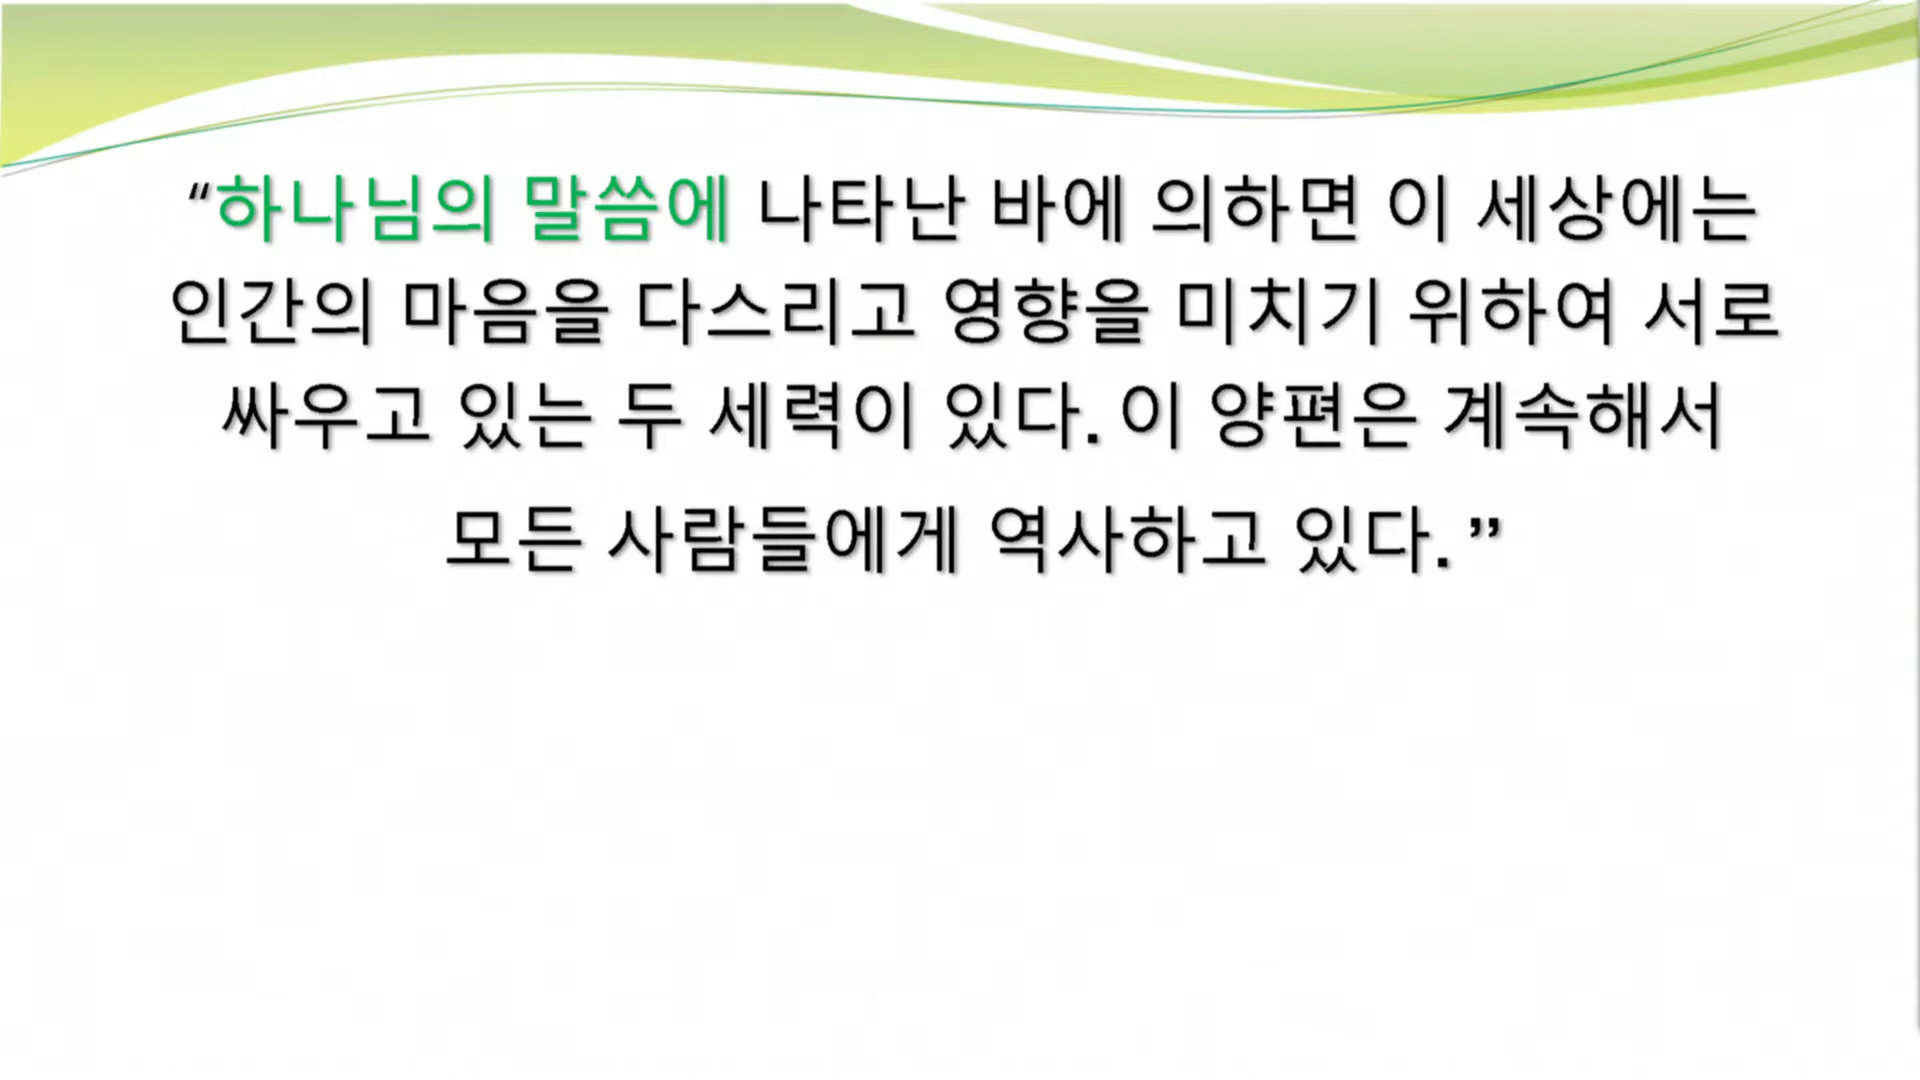 “하나님의 말씀에 나타난 바에 의하면 이 세상에는
인간의 마음을 다스리고 영향을 미치기 위하여 서로
싸우고 있는 두 세력이 있다. 이 양편은 계속해서
모든 사람들에게 역사하고 있다. ”